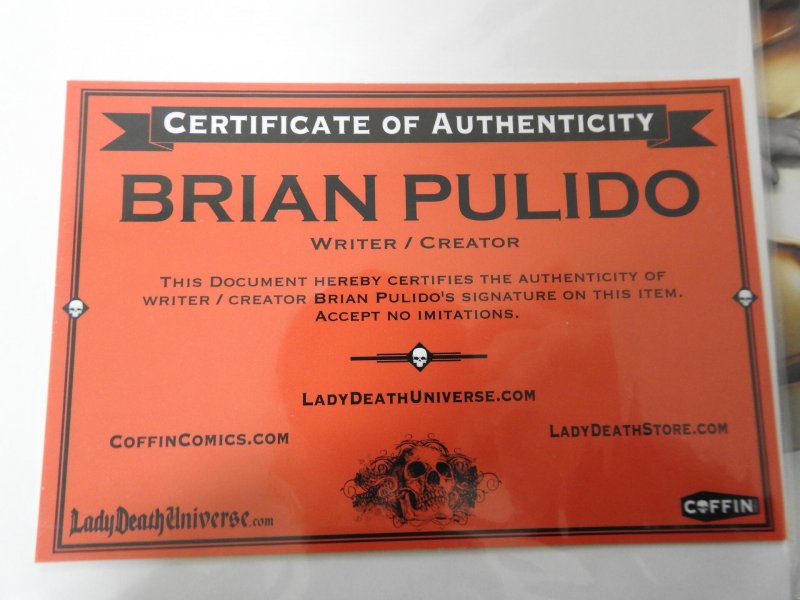 CERTIFICATE OF AUTHENTICITY
BRIAN PULIDO
WRITER / CREATOR
THIS DOCUMENT HEREBY CERTIFIES THE AUTHENTICITY OF
WRITER / CREATOR BRIAN PULIDO'S SIGNATURE ON THIS ITEM.
ACCEPT NO IMITATIONS.
LADYDEATHUNIVERSE.COM
COFFINCOMICS.COM
LADYDEATHSTORE.COM
LadyDeathUniverse.com
COFFIN